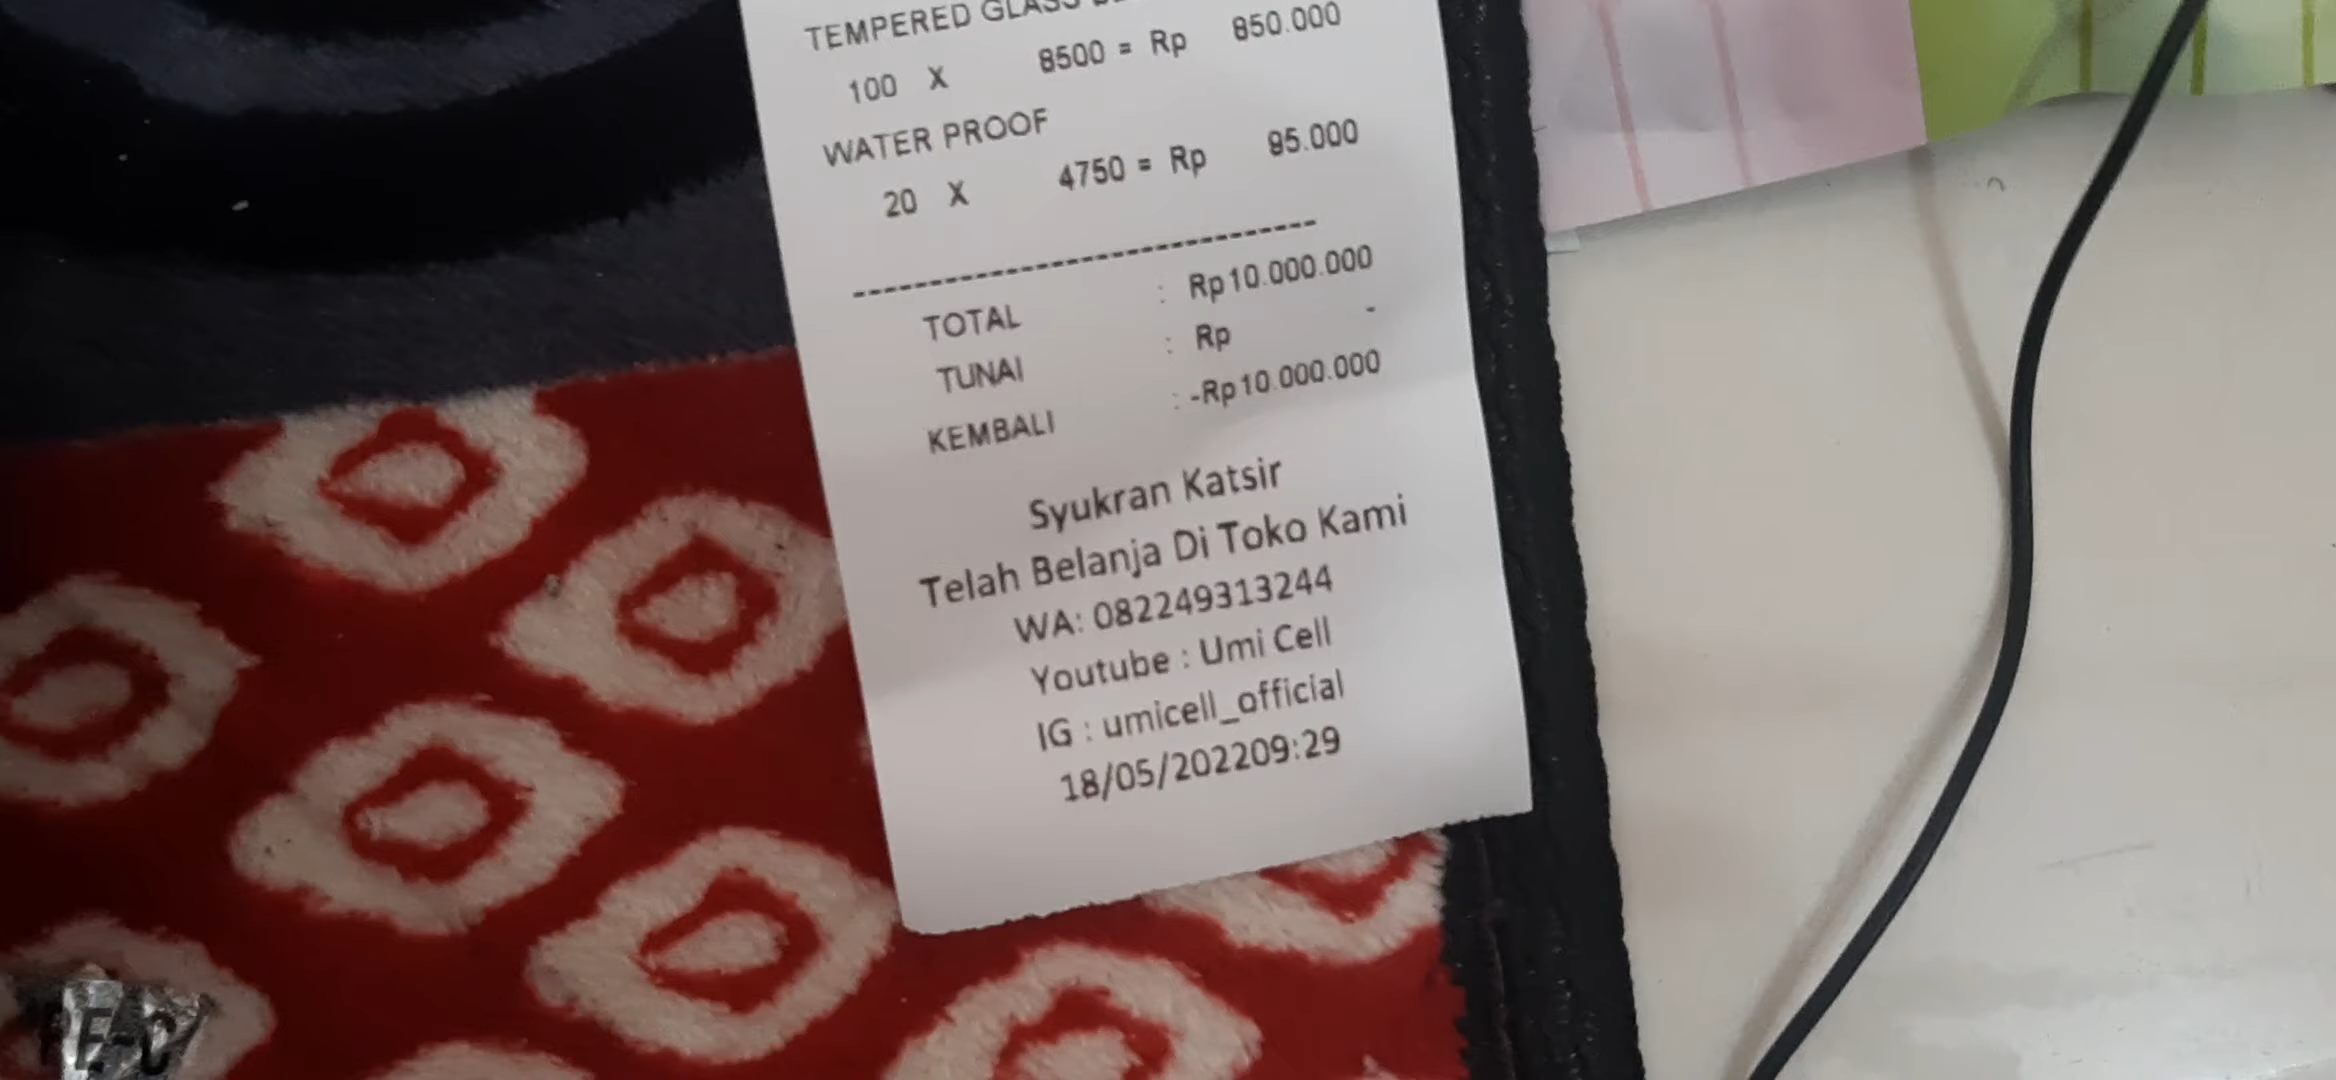 TEMPERED GLASS
100 X 8500 = Rp 850.000
WATER PROOF
20 X 4750 = Rp 95.000
--------------------------------
TOTAL : Rp10.000.000
TUNAI : Rp -
KEMBALI : -Rp10.000.000
Syukran Katsir
Telah Belanja Di Toko Kami
WA: 082249313244
Youtube : Umi Cell
IG : umicell_official
18/05/202209:29